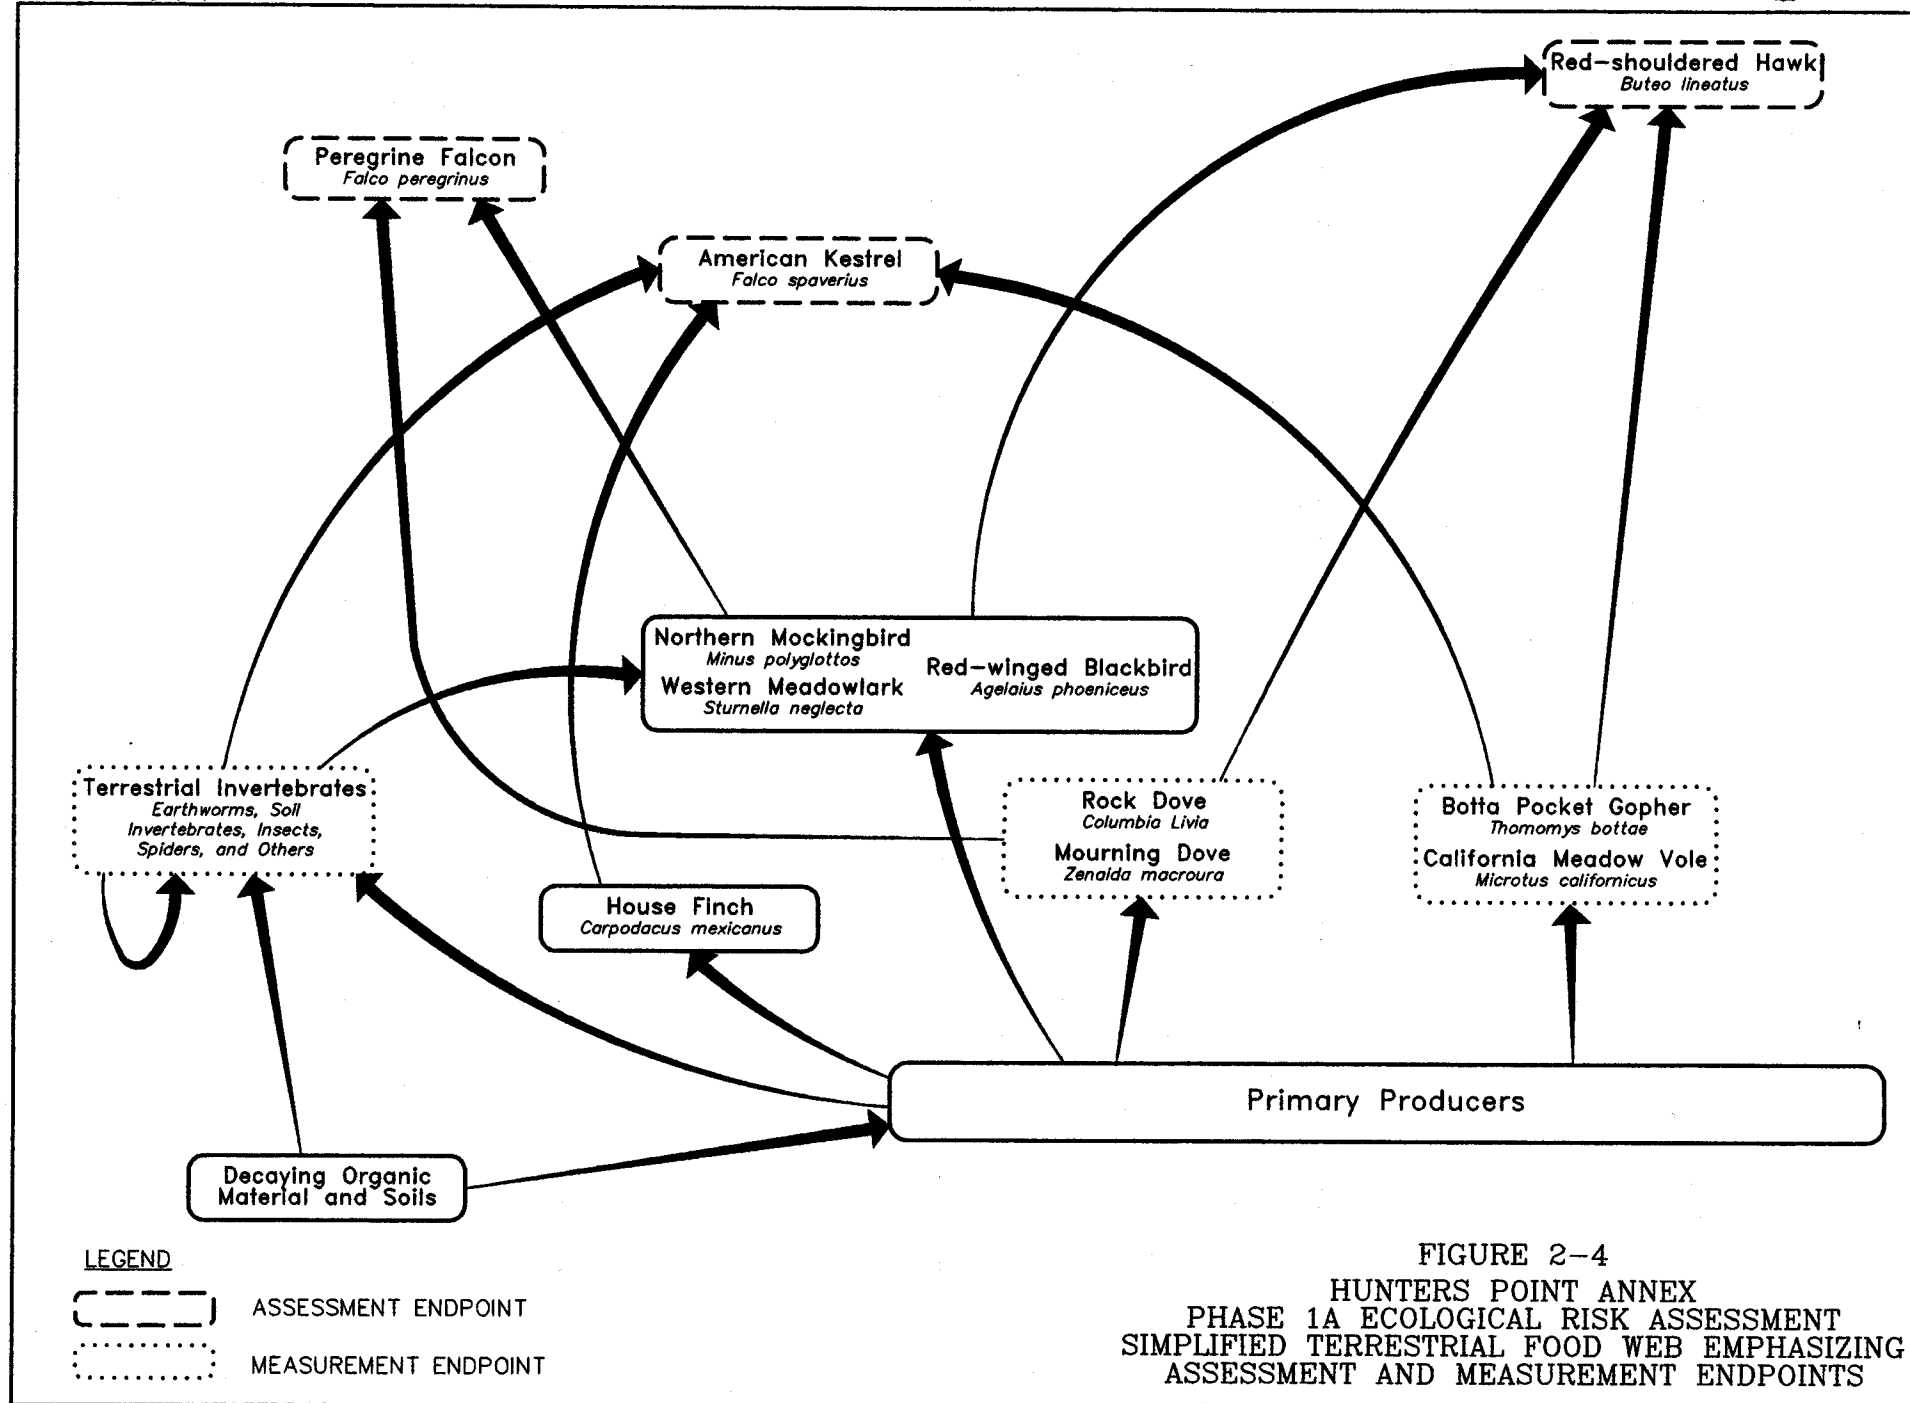 Red-shouldered Hawk
Buteo lineatus
Peregrine Falcon
Falco peregrinus
American Kestrel
Falco spaverius
Northern Mockingbird
Minus polyglottos
Western Meadowlark
Sturnella neglecta
Red-winged Blackbird
Agelaius phoeniceus
Terrestrial Invertebrates
Earthworms, Soil
Invertebrates, Insects,
Spiders, and Others
Rock Dove
Columbia Livia
Mourning Dove
Zenaida macroura
Botta Pocket Gopher
Thomomys bottae
California Meadow Vole
Microtus californicus
House Finch
Carpodacus mexicanus
Primary Producers
Decaying Organic
Material and Soils
LEGEND
ASSESSMENT ENDPOINT
MEASUREMENT ENDPOINT
FIGURE 2-4
HUNTERS POINT ANNEX
PHASE 1A ECOLOGICAL RISK ASSESSMENT
SIMPLIFIED TERRESTRIAL FOOD WEB EMPHASIZING
ASSESSMENT AND MEASUREMENT ENDPOINTS